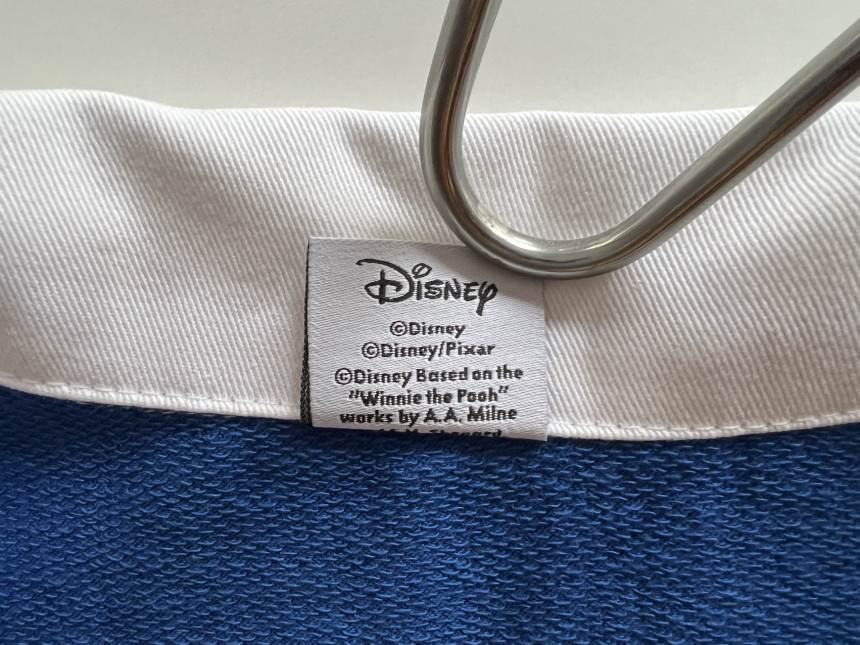 Disney
©Disney
©Disney/Pixar
©Disney Based on the
"Winnie the Pooh"
works by A.A. Milne